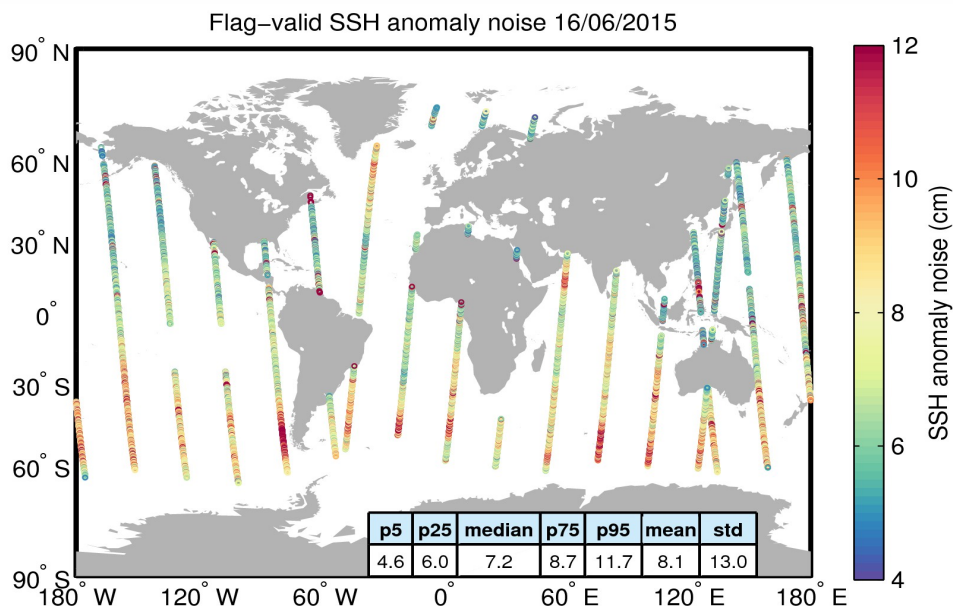 Flag−valid SSH anomaly noise 16/06/2015
90° N
60° N
30° N
0°
30° S
60° S
90° S
180° W 120° W 60° W 0° 60° E 120° E 180° E
p5 p25 median p75 p95 mean std
4.6 6.0 7.2 8.7 11.7 8.1 13.0
12
10
8
6
4
SSH anomaly noise (cm)